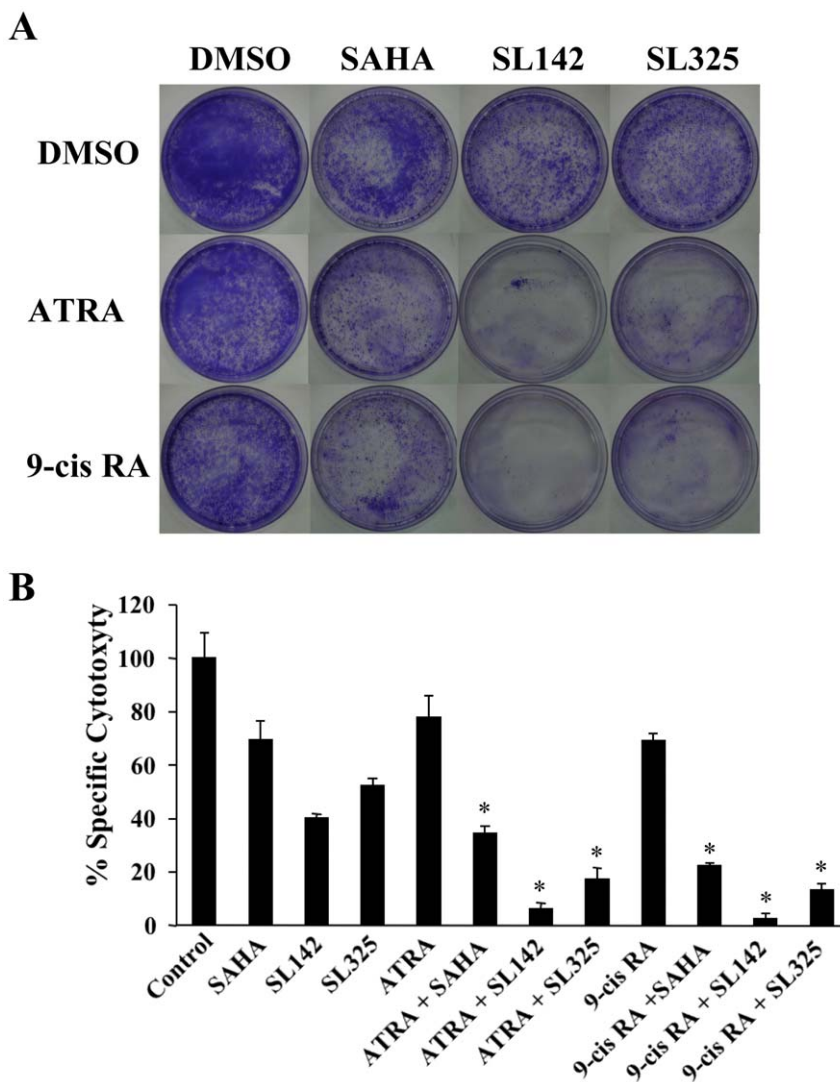 A
DMSO SAHA SL142 SL325
DMSO
ATRA
9-cis RA
B
% Specific Cytotoxyty
120
100
80
60
40
20
0
* * * * * *
Control SAHA SL142 SL325 ATRA ATRA + SAHA ATRA + SL142 ATRA + SL325 9-cis RA 9-cis RA +SAHA 9-cis RA + SL142 9-cis RA + SL325